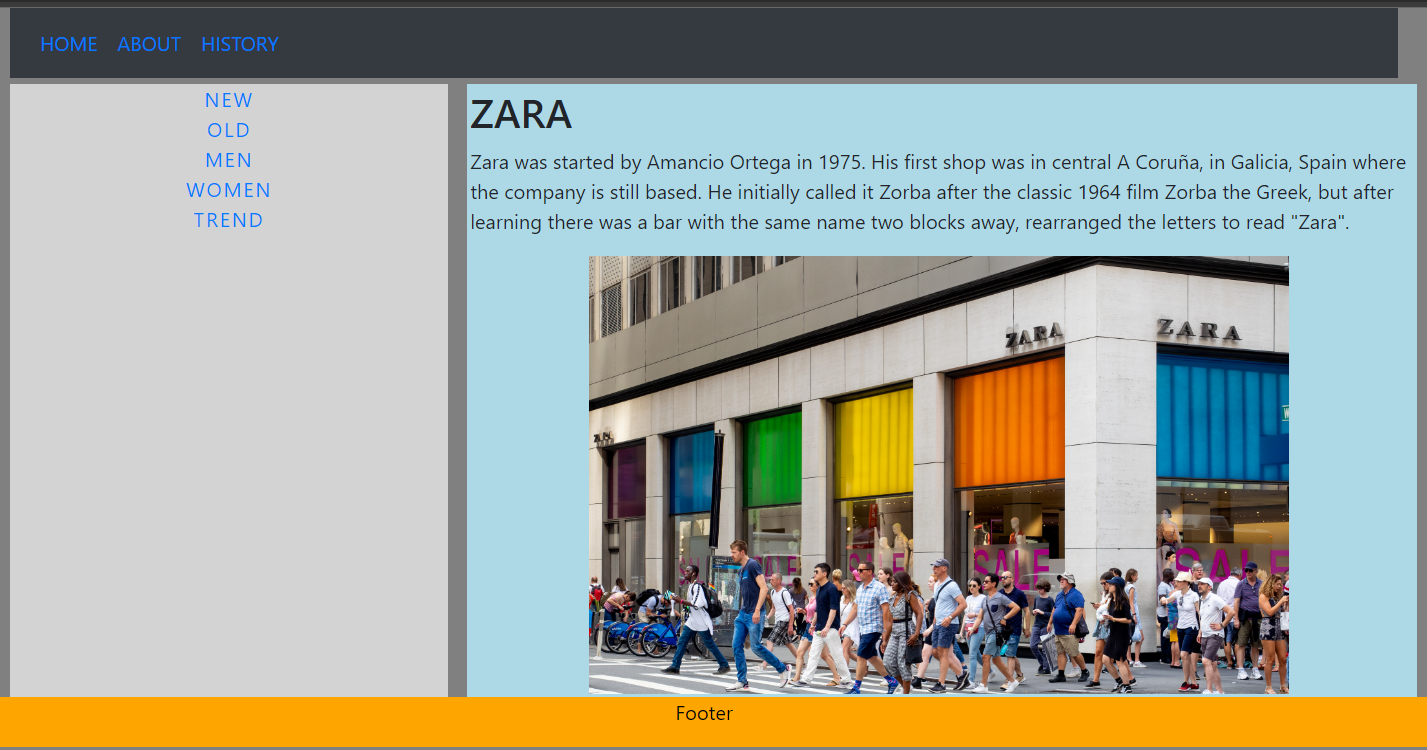 HOME ABOUT HISTORY
NEW
OLD
MEN
WOMEN
TREND
ZARA
Zara was started by Amancio Ortega in 1975. His first shop was in central A Coruña, in Galicia, Spain where
the company is still based. He initially called it Zorba after the classic 1964 film Zorba the Greek, but after
learning there was a bar with the same name two blocks away, rearranged the letters to read "Zara".
ZARA ZARA
ZARA
SALE SALE SALE SALE
Footer